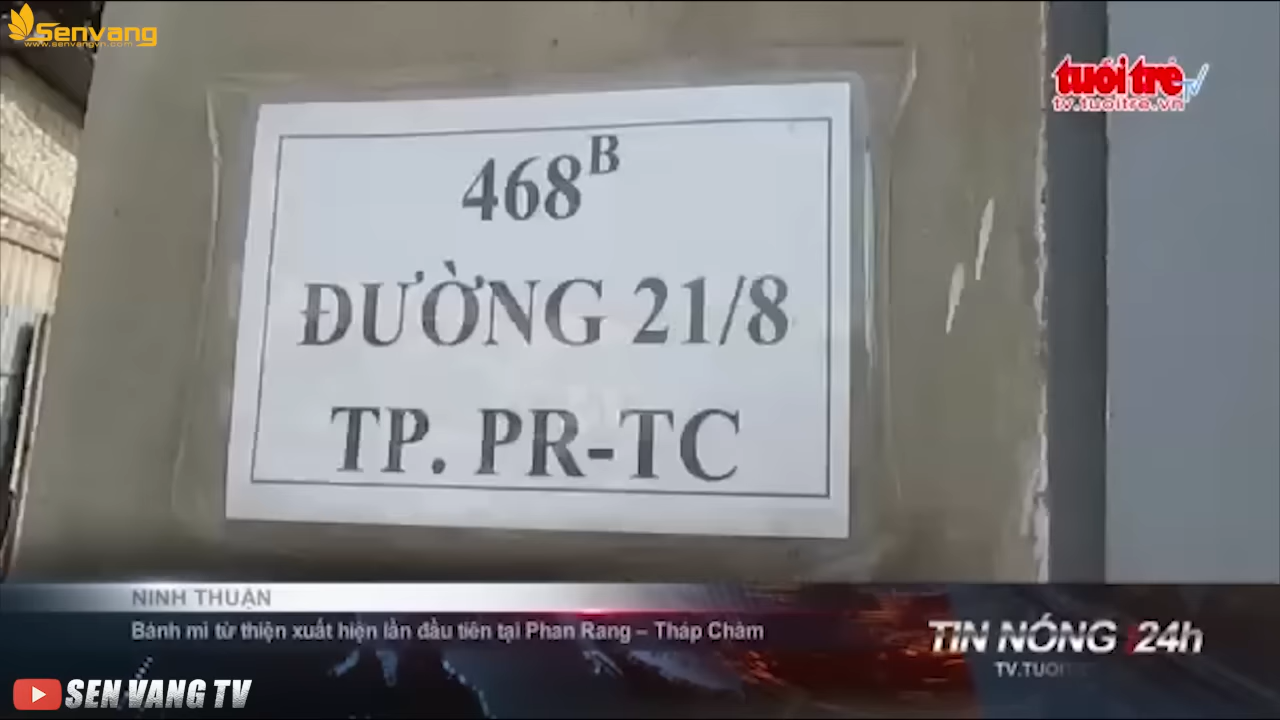 Senvang
www.senvangvn.com
tuổi trẻ TV
tv.tuoitre.vn
468B
ĐƯỜNG 21/8
TP. PR-TC
NINH THUẬN
Bánh mì từ thiện xuất hiện lần đầu tiên tại Phan Rang – Tháp Chàm
TIN NÓNG 24h
TV.TUOI
SEN VANG TV